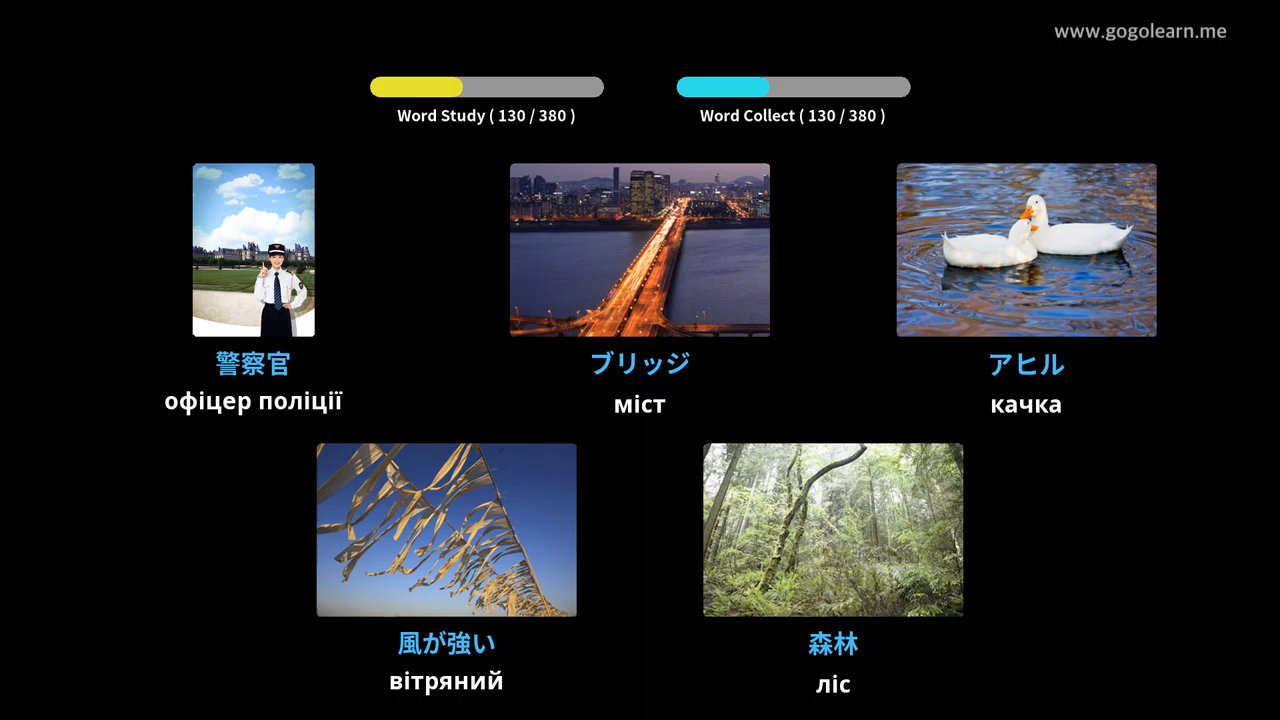 www.gogolearn.me
Word Study ( 130 / 380 )
Word Collect ( 130 / 380 )
警察官
офіцер поліції
ブリッジ
міст
アヒル
качка
風が強い
вітряний
森林
ліс